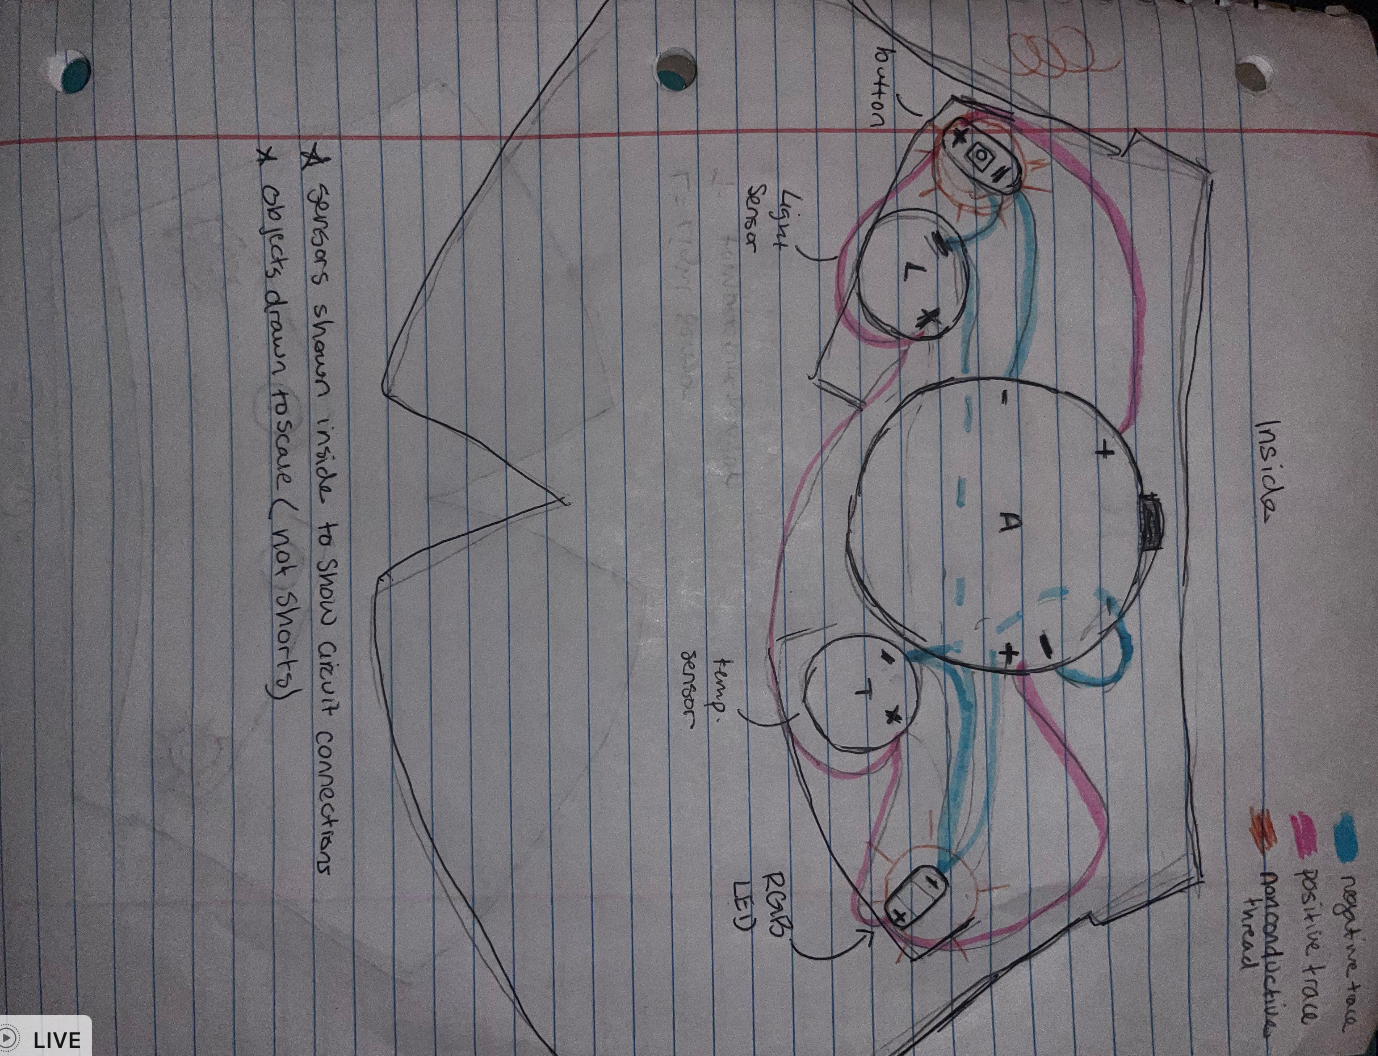 Inside
negative trace
positive trace
nonconductive
thread
button
Light
Sensor
L
A
T
temp.
sensor
RGB
LED
sensors shown inside to show circuit connections
objects drawn to scale (not shorts)
LIVE